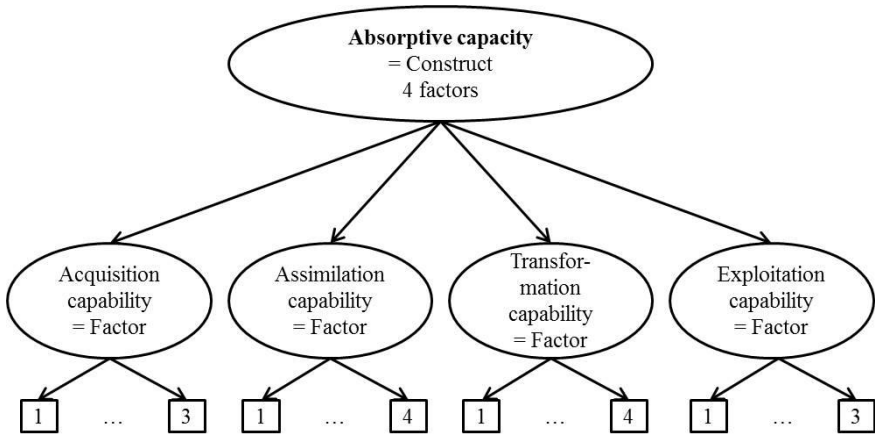 Absorptive capacity
= Construct
4 factors
Acquisition
capability
= Factor
Assimilation
capability
= Factor
Transfor-
mation
capability
= Factor
Exploitation
capability
= Factor
1 ... 3
1 ... 4
1 ... 4
1 ... 3